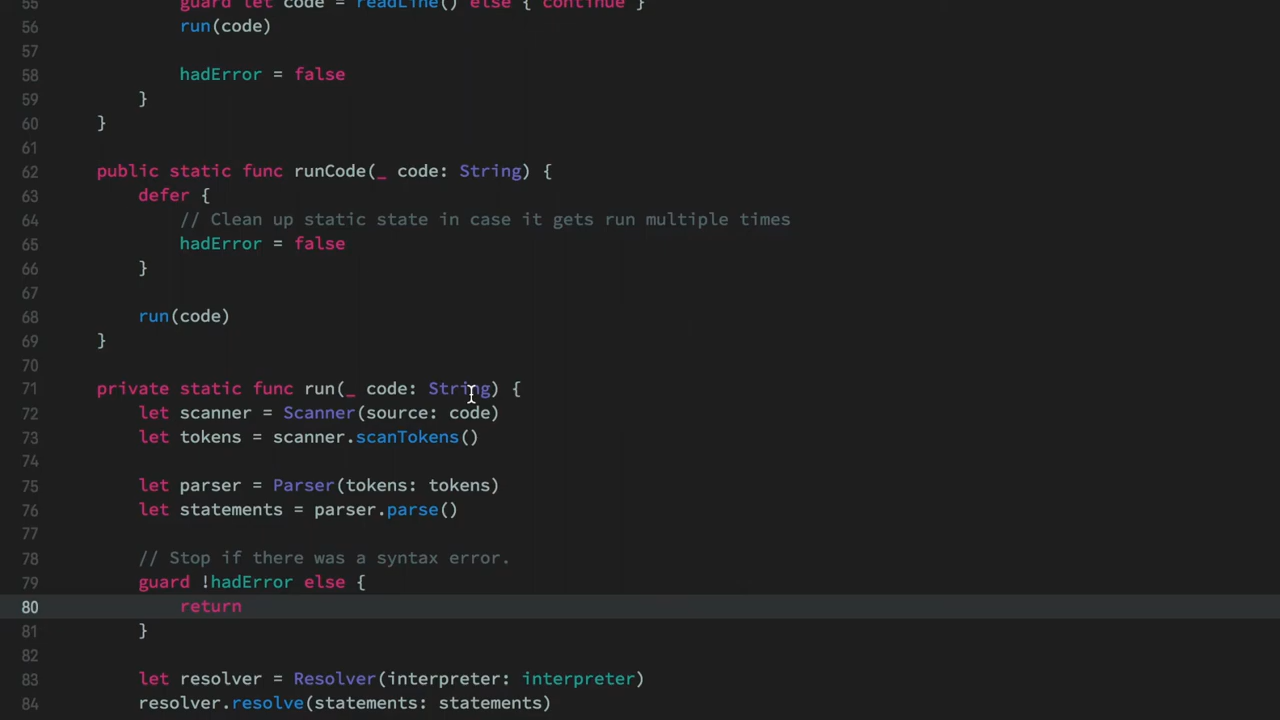 55 guard let code = readLine() else { continue }
56 run(code)
57
58 hadError = false
59 }
60 }
61
62 public static func runCode(_ code: String) {
63 defer {
64 // Clean up static state in case it gets run multiple times
65 hadError = false
66 }
67
68 run(code)
69 }
70
71 private static func run(_ code: String) {
72 let scanner = Scanner(source: code)
73 let tokens = scanner.scanTokens()
74
75 let parser = Parser(tokens: tokens)
76 let statements = parser.parse()
77
78 // Stop if there was a syntax error.
79 guard !hadError else {
80 return
81 }
82
83 let resolver = Resolver(interpreter: interpreter)
84 resolver.resolve(statements: statements)